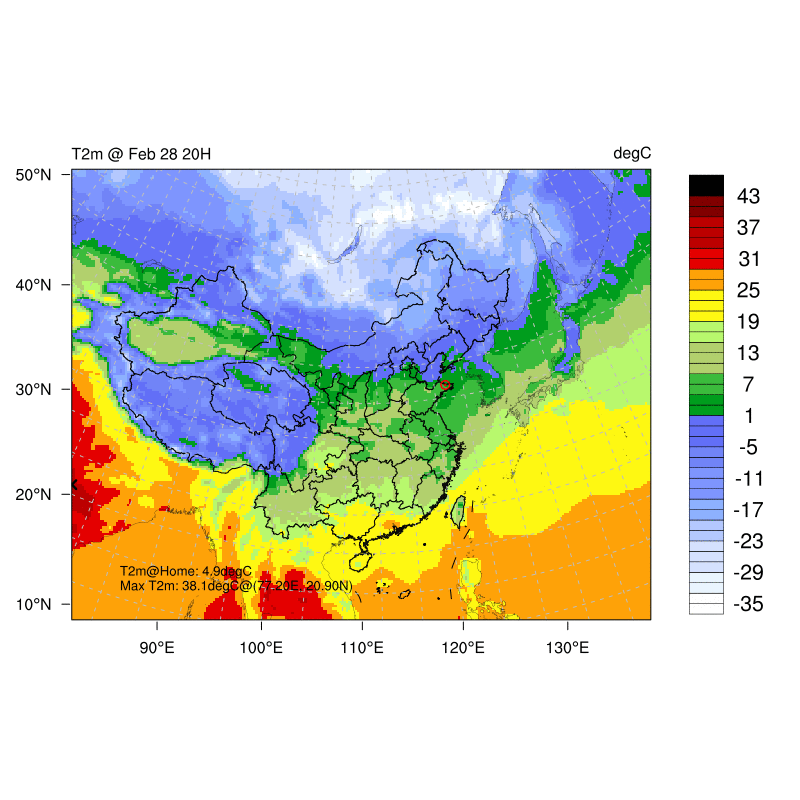 T2m @ Feb 28 20H degC
50°N
40°N
30°N
20°N
10°N
90°E 100°E 110°E 120°E 130°E
T2m@Home: 4.9degC
Max T2m: 38.1degC@(77.20E, 20.90N)
43
37
31
25
19
13
7
1
-5
-11
-17
-23
-29
-35